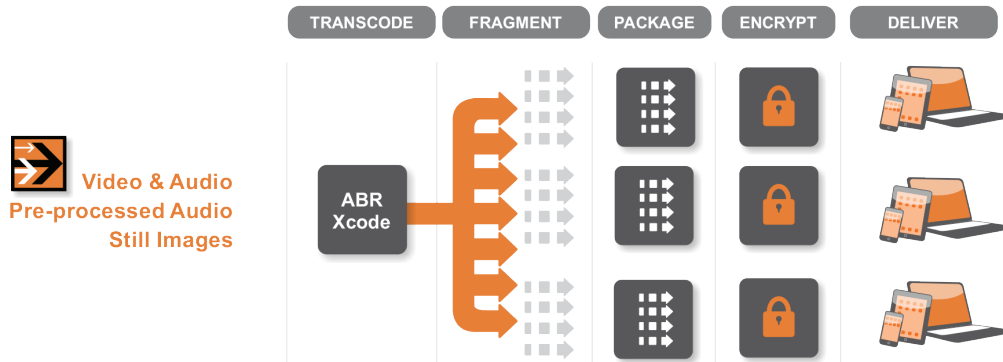 TRANSCODE
FRAGMENT
PACKAGE
ENCRYPT
DELIVER
Video & Audio
Pre-processed Audio
Still Images
ABR
Xcode